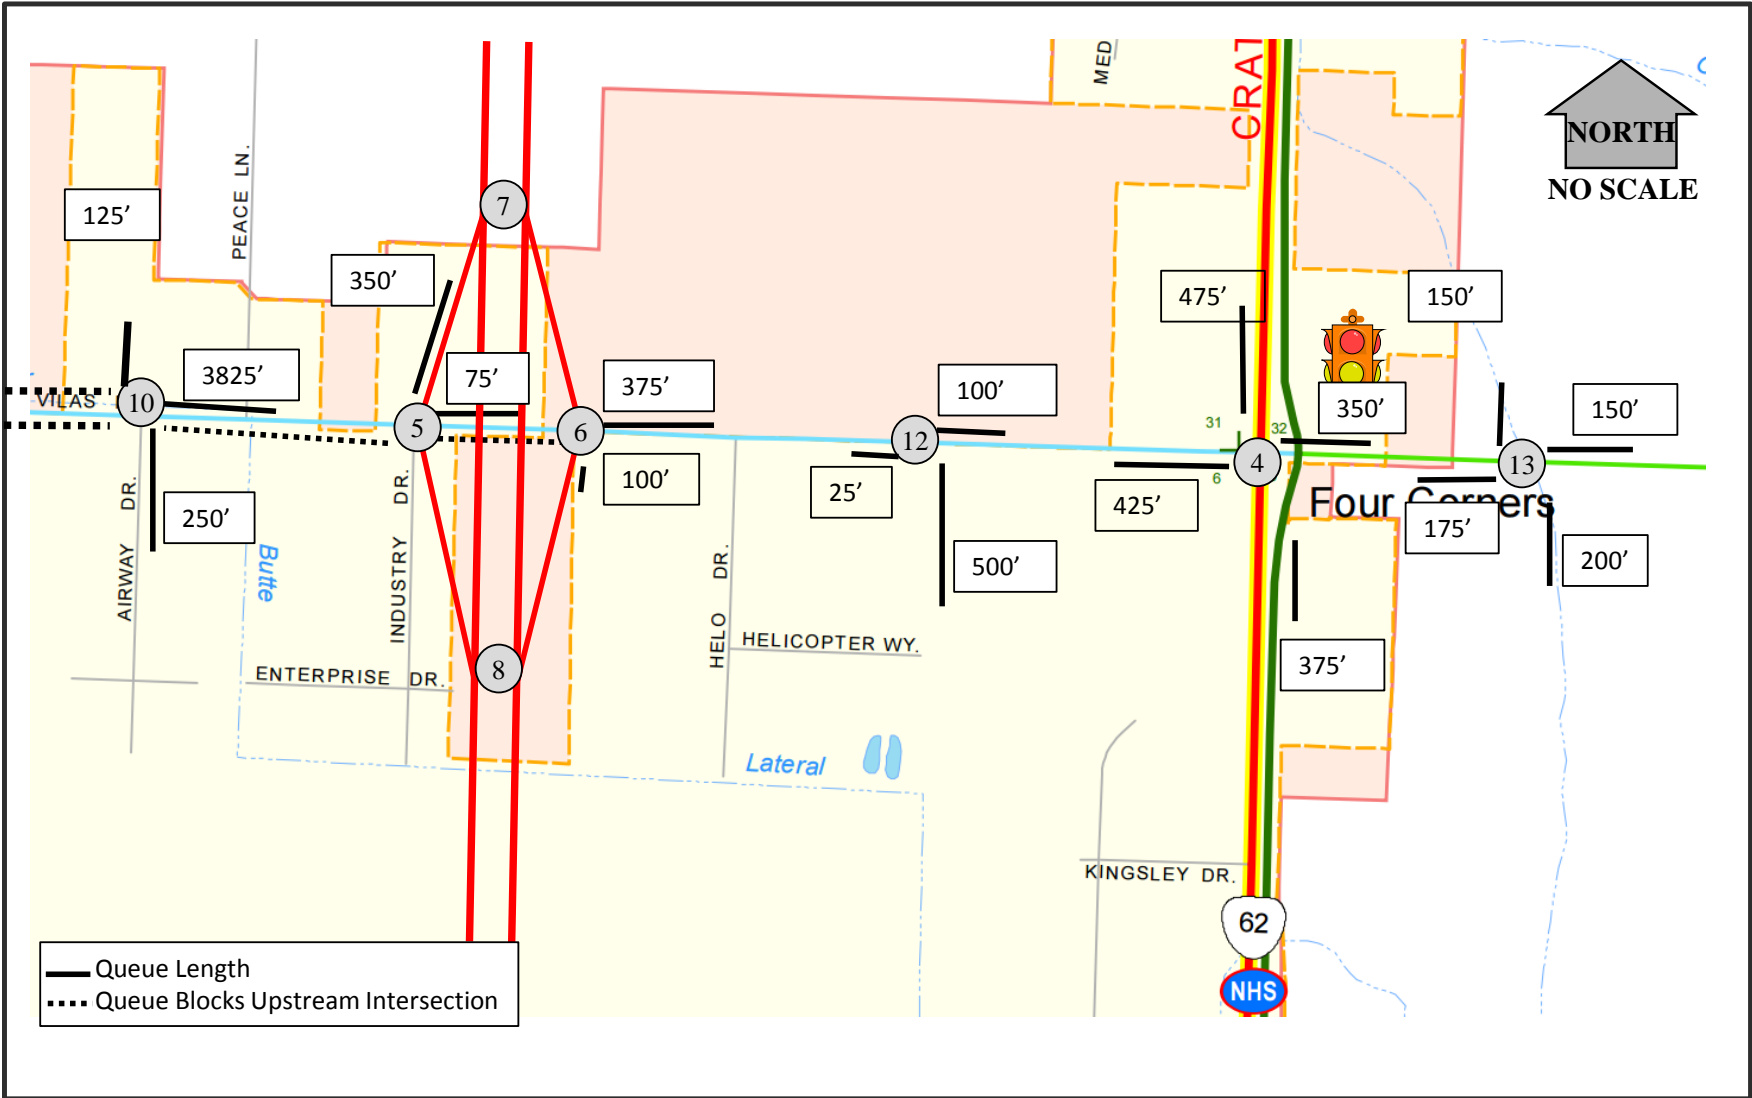 MED
CRAT
NORTH
NO SCALE
PEACE LN.
125’
7
350’
475’
150’
3825’
75’
375’
100’
350’
150’
VILAS
10
5
6
12
31
32
4
6
13
Four Corners
100’
25’
425’
175’
250’
500’
200’
AIRWAY DR.
Butte
INDUSTRY DR.
HELO DR.
HELICOPTER WY.
375’
8
ENTERPRISE DR.
Lateral
KINGSLEY DR.
62
NHS
Queue Length
Queue Blocks Upstream Intersection